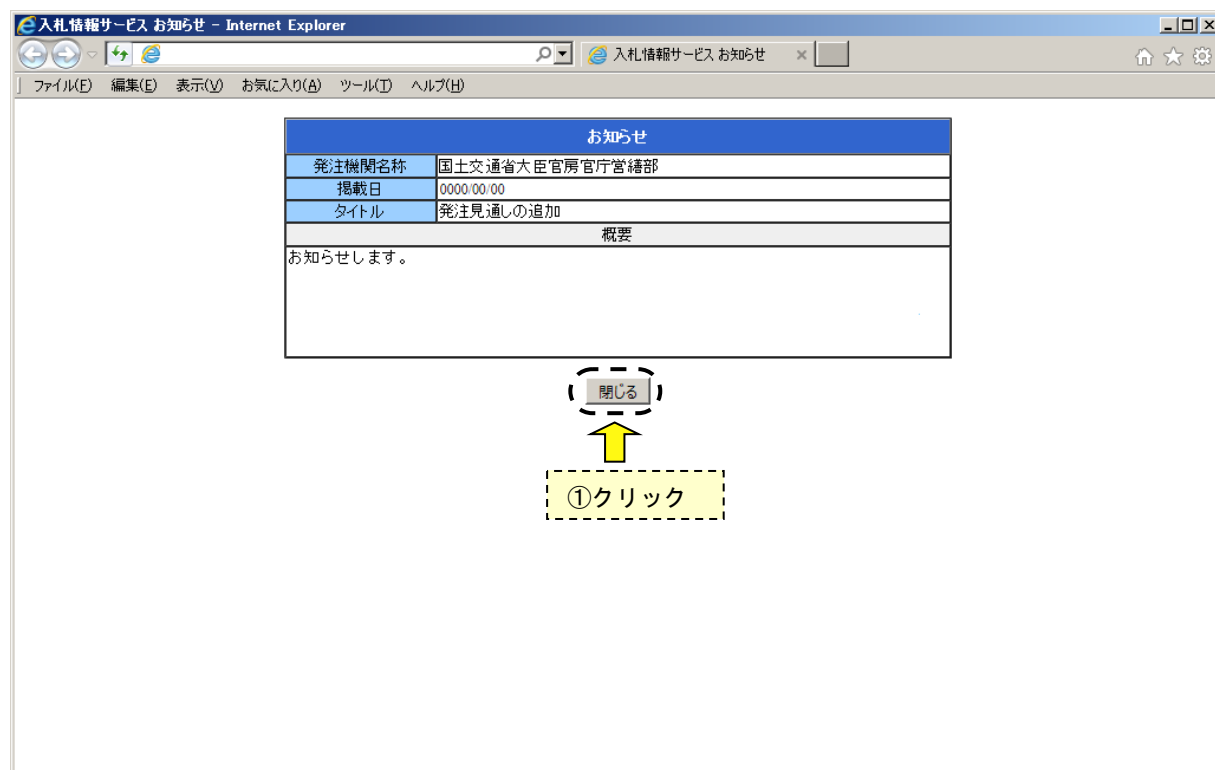 入札情報サービス お知らせ - Internet Explorer
入札情報サービス お知らせ
ファイル(F) 編集(E) 表示(V) お気に入り(A) ツール(T) ヘルプ(H)
お知らせ
発注機関名称 国土交通省大臣官房官庁営繕部
掲載日 0000/00/00
タイトル 発注見通しの追加
概要
お知らせします。
閉じる
①クリック